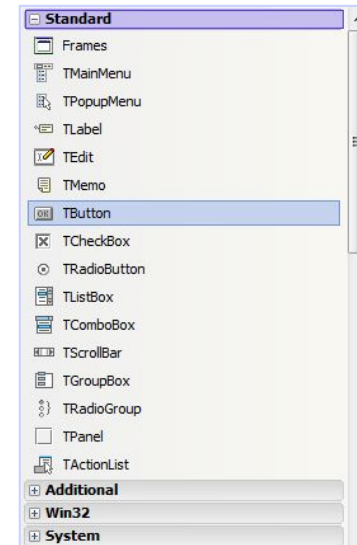 Standard
Frames
TMainMenu
TPopupMenu
TLabel
TEdit
TMemo
OK TButton
TCheckBox
TRadioButton
TListBox
TComboBox
TScrollBar
TGroupBox
TRadioGroup
TPanel
TActionList
Additional
Win32
System